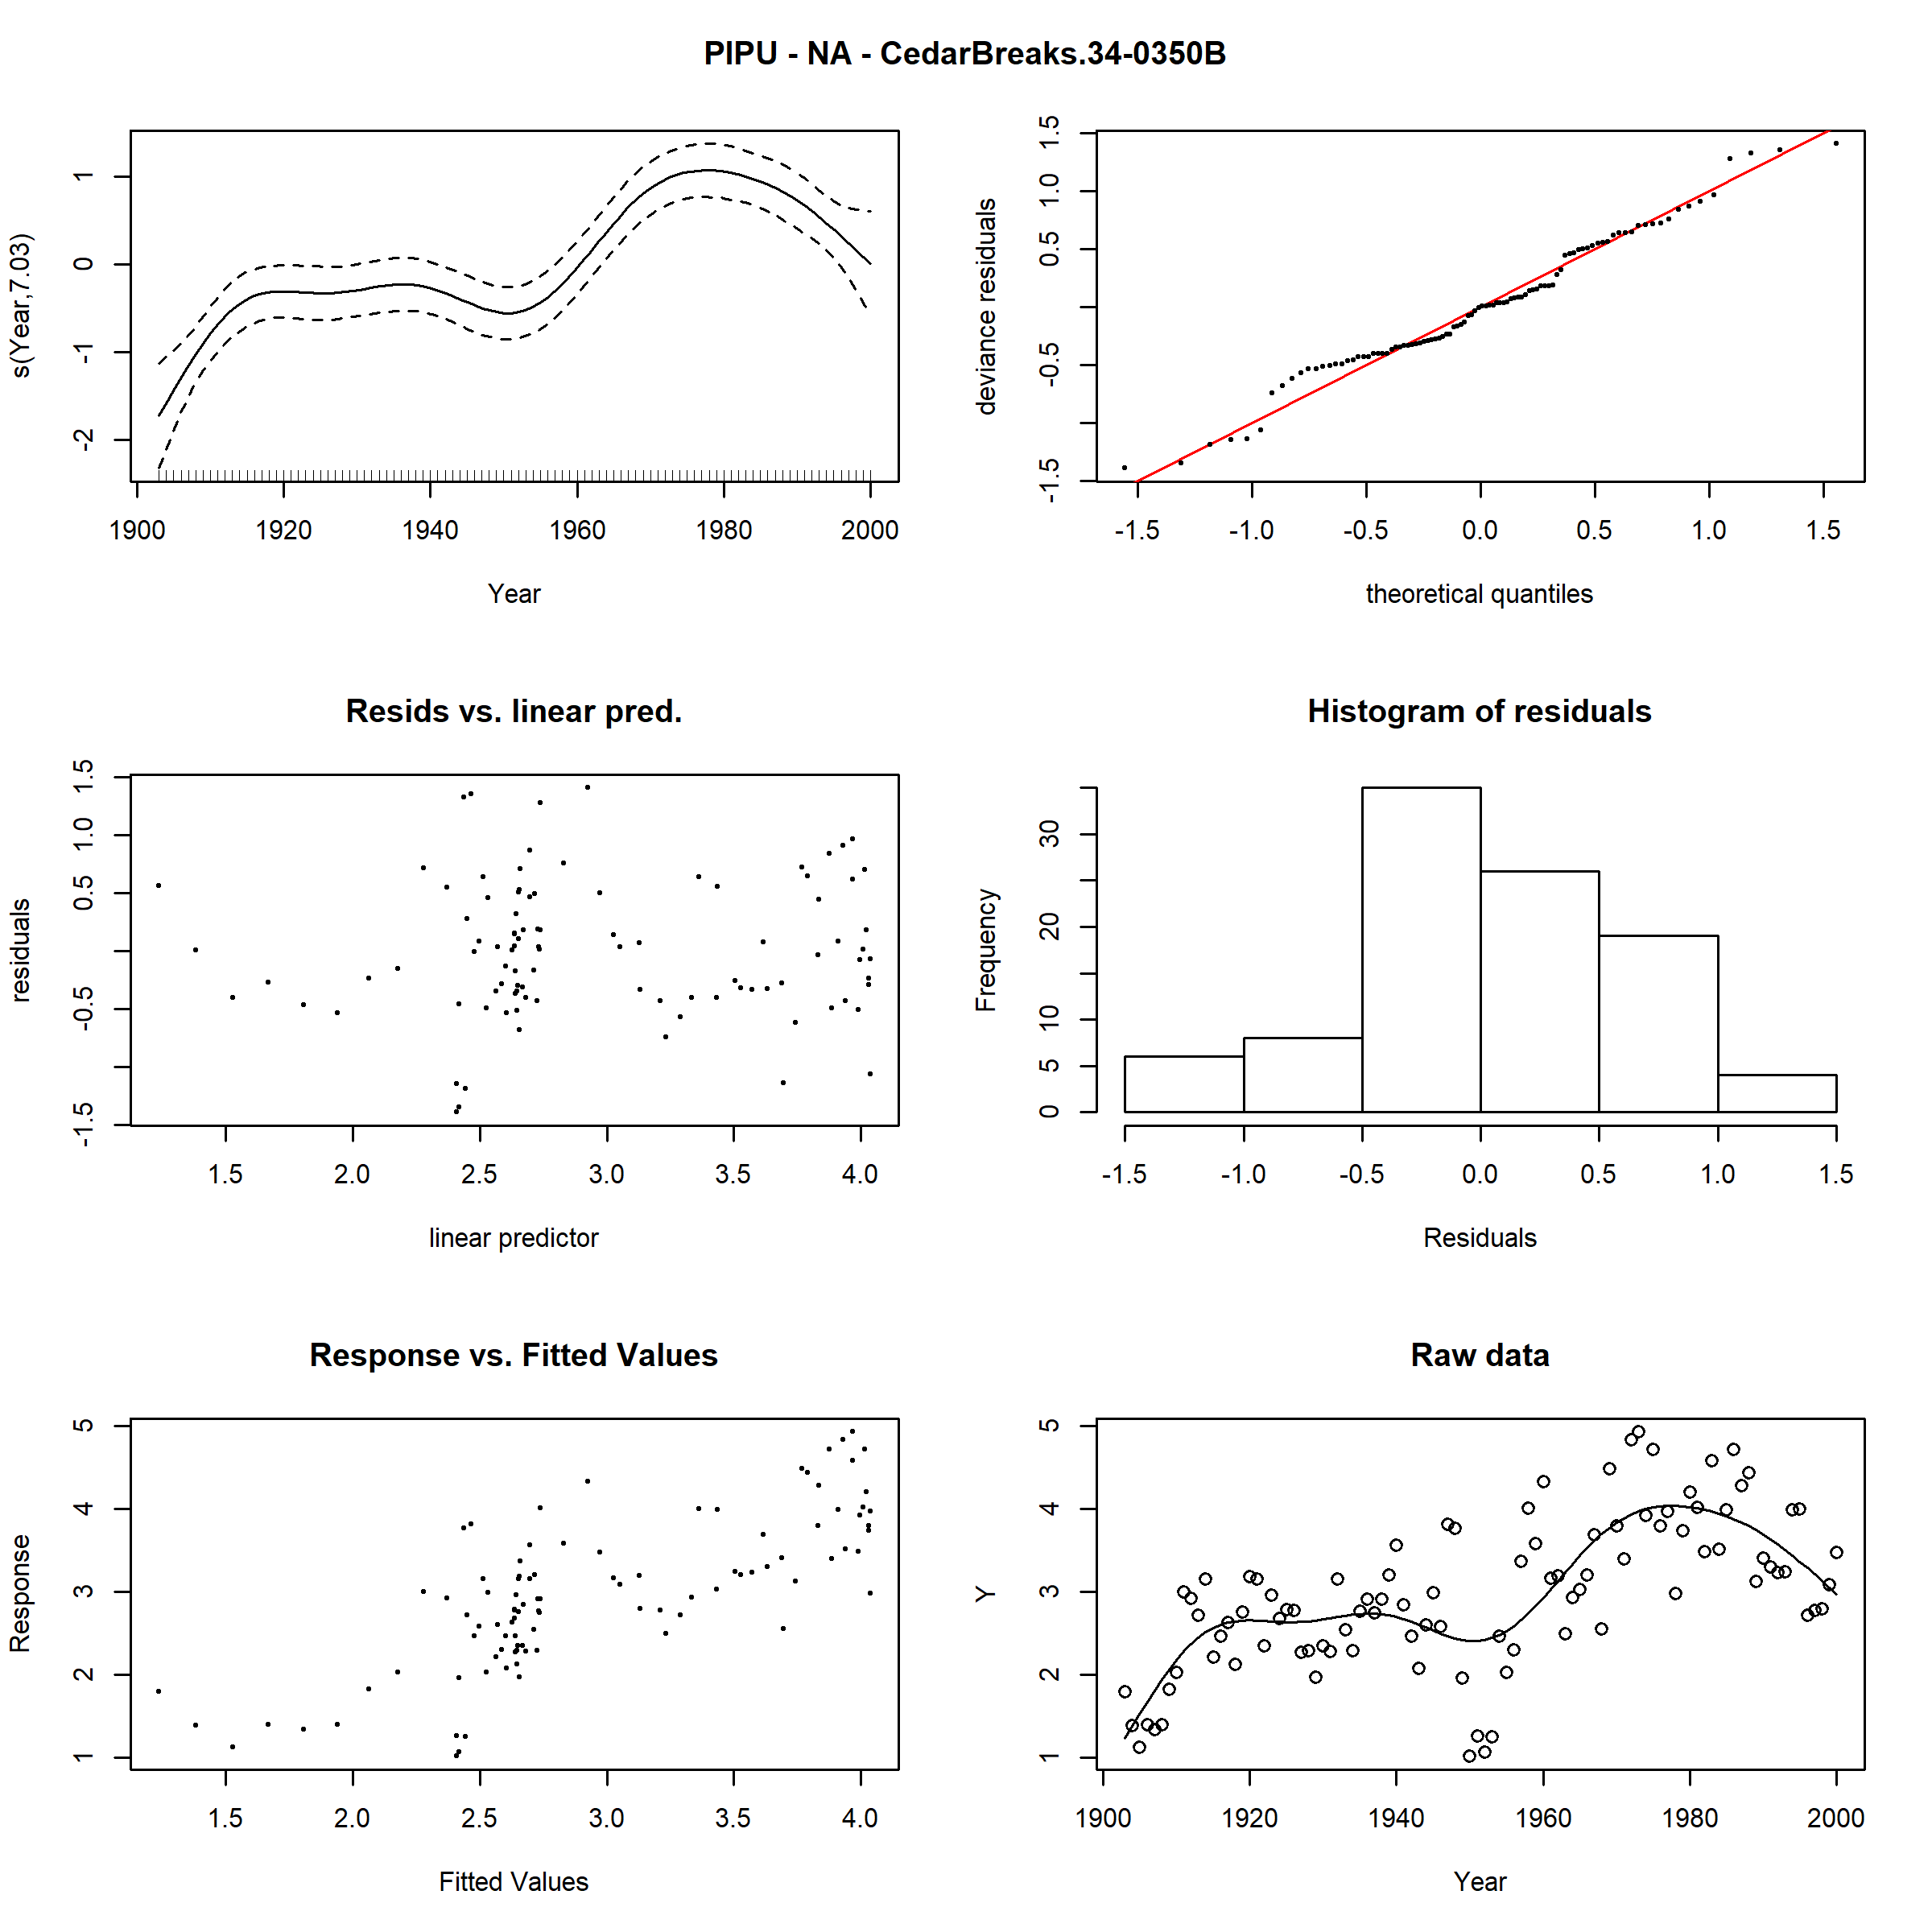 PIPU - NA - CedarBreaks.34-0350B
s(Year,7.03)
1
0
-1
-2
1900 1920 1940 1960 1980 2000
Year
deviance residuals
1.5
1.0
0.5
-0.5
-1.5
-1.5 -1.0 -0.5 0.0 0.5 1.0 1.5
theoretical quantiles
Resids vs. linear pred.
residuals
1.5
1.0
0.5
-0.5
-1.5
1.5 2.0 2.5 3.0 3.5 4.0
linear predictor
Histogram of residuals
Frequency
30
20
10
5
0
-1.5 -1.0 -0.5 0.0 0.5 1.0 1.5
Residuals
Response vs. Fitted Values
Response
5
4
3
2
1
1.5 2.0 2.5 3.0 3.5 4.0
Fitted Values
Raw data
Y
5
4
3
2
1
1900 1920 1940 1960 1980 2000
Year